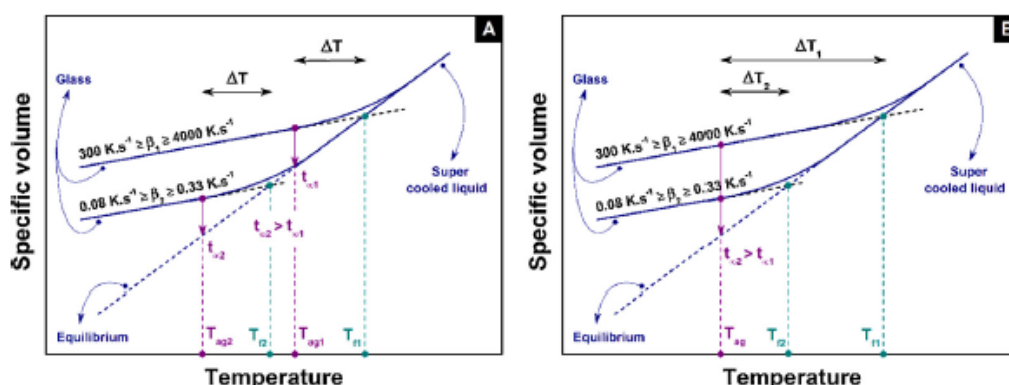 A
ΔT
ΔT
Glass
Specific volume
300 K.s⁻¹ ≥ β₁ ≥ 4000 K.s⁻¹
0.08 K.s⁻¹ ≥ β₂ ≥ 0.33 K.s⁻¹
t∞1
t∞2 > t∞1
t∞2
Super
cooled liquid
Equilibrium
Tag2
Tf2
Tag1
Tf1
Temperature
ΔT₁
ΔT₂
Glass
Specific volume
300 K.s⁻¹ ≥ β₁ ≥ 4000 K.s⁻¹
0.08 K.s⁻¹ ≥ β₂ ≥ 0.33 K.s⁻¹
t∞2 > t∞1
Super
cooled liquid
Equilibrium
Tag
Tf2
Tf1
Temperature